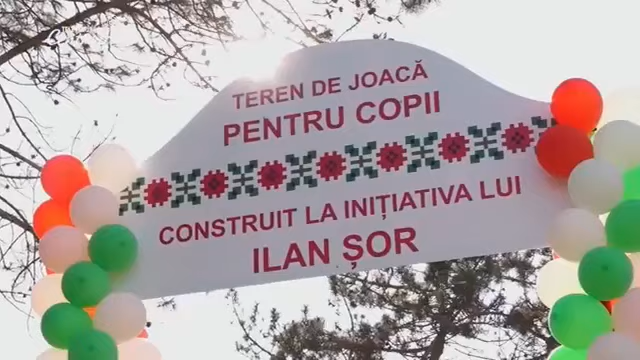 TEREN DE JOACĂ
PENTRU COPII
CONSTRUIT LA INIȚIATIVA LUI
ILAN ȘOR